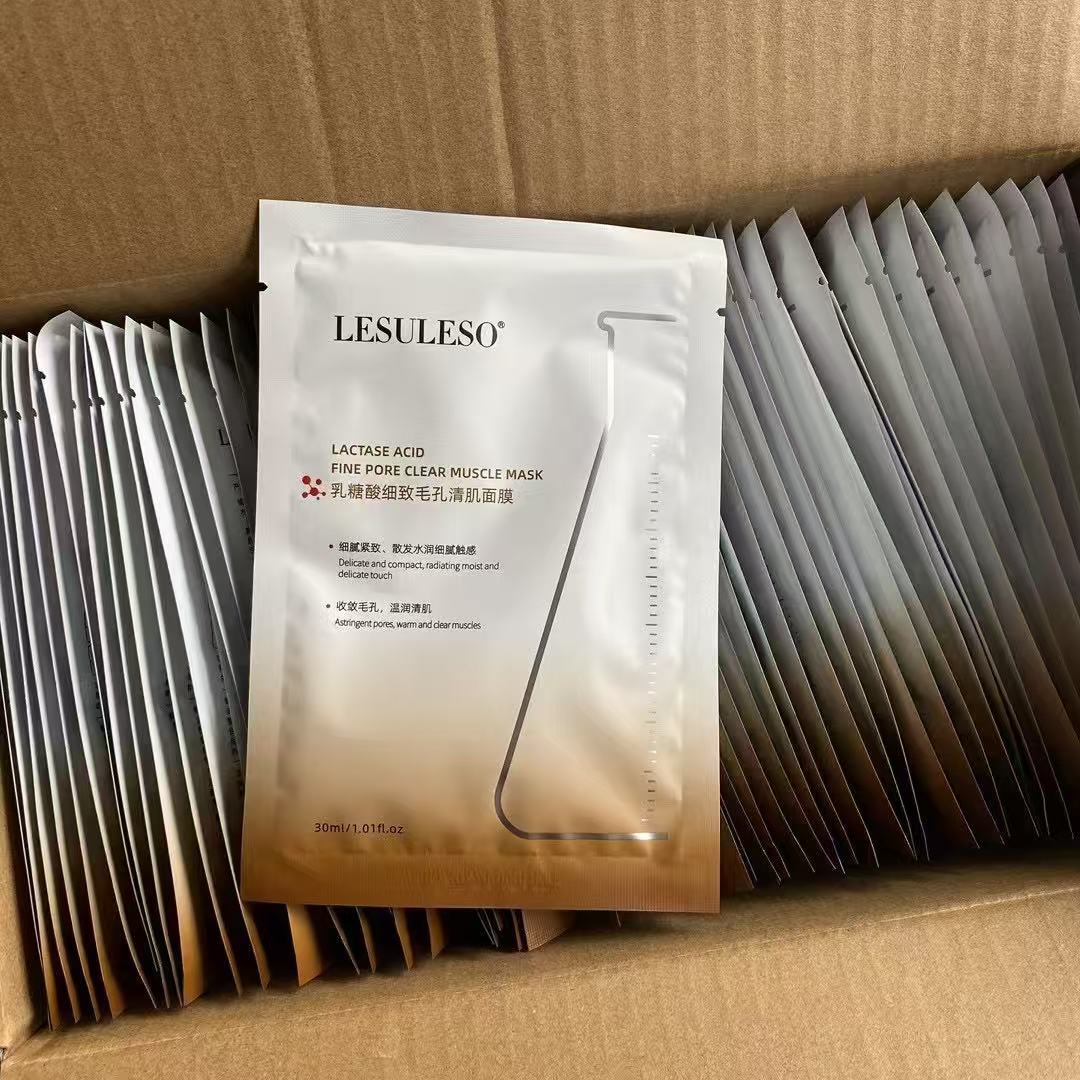 LESULESO®
LACTASE ACID
FINE PORE CLEAR MUSCLE MASK
乳糖酸细致毛孔清肌面膜
• 细腻紧致、散发水润细腻触感
Delicate and compact, radiating moist and
delicate touch
• 收敛毛孔，温润清肌
Astringent pores, warm and clear muscles
30ml/1.01fl.oz